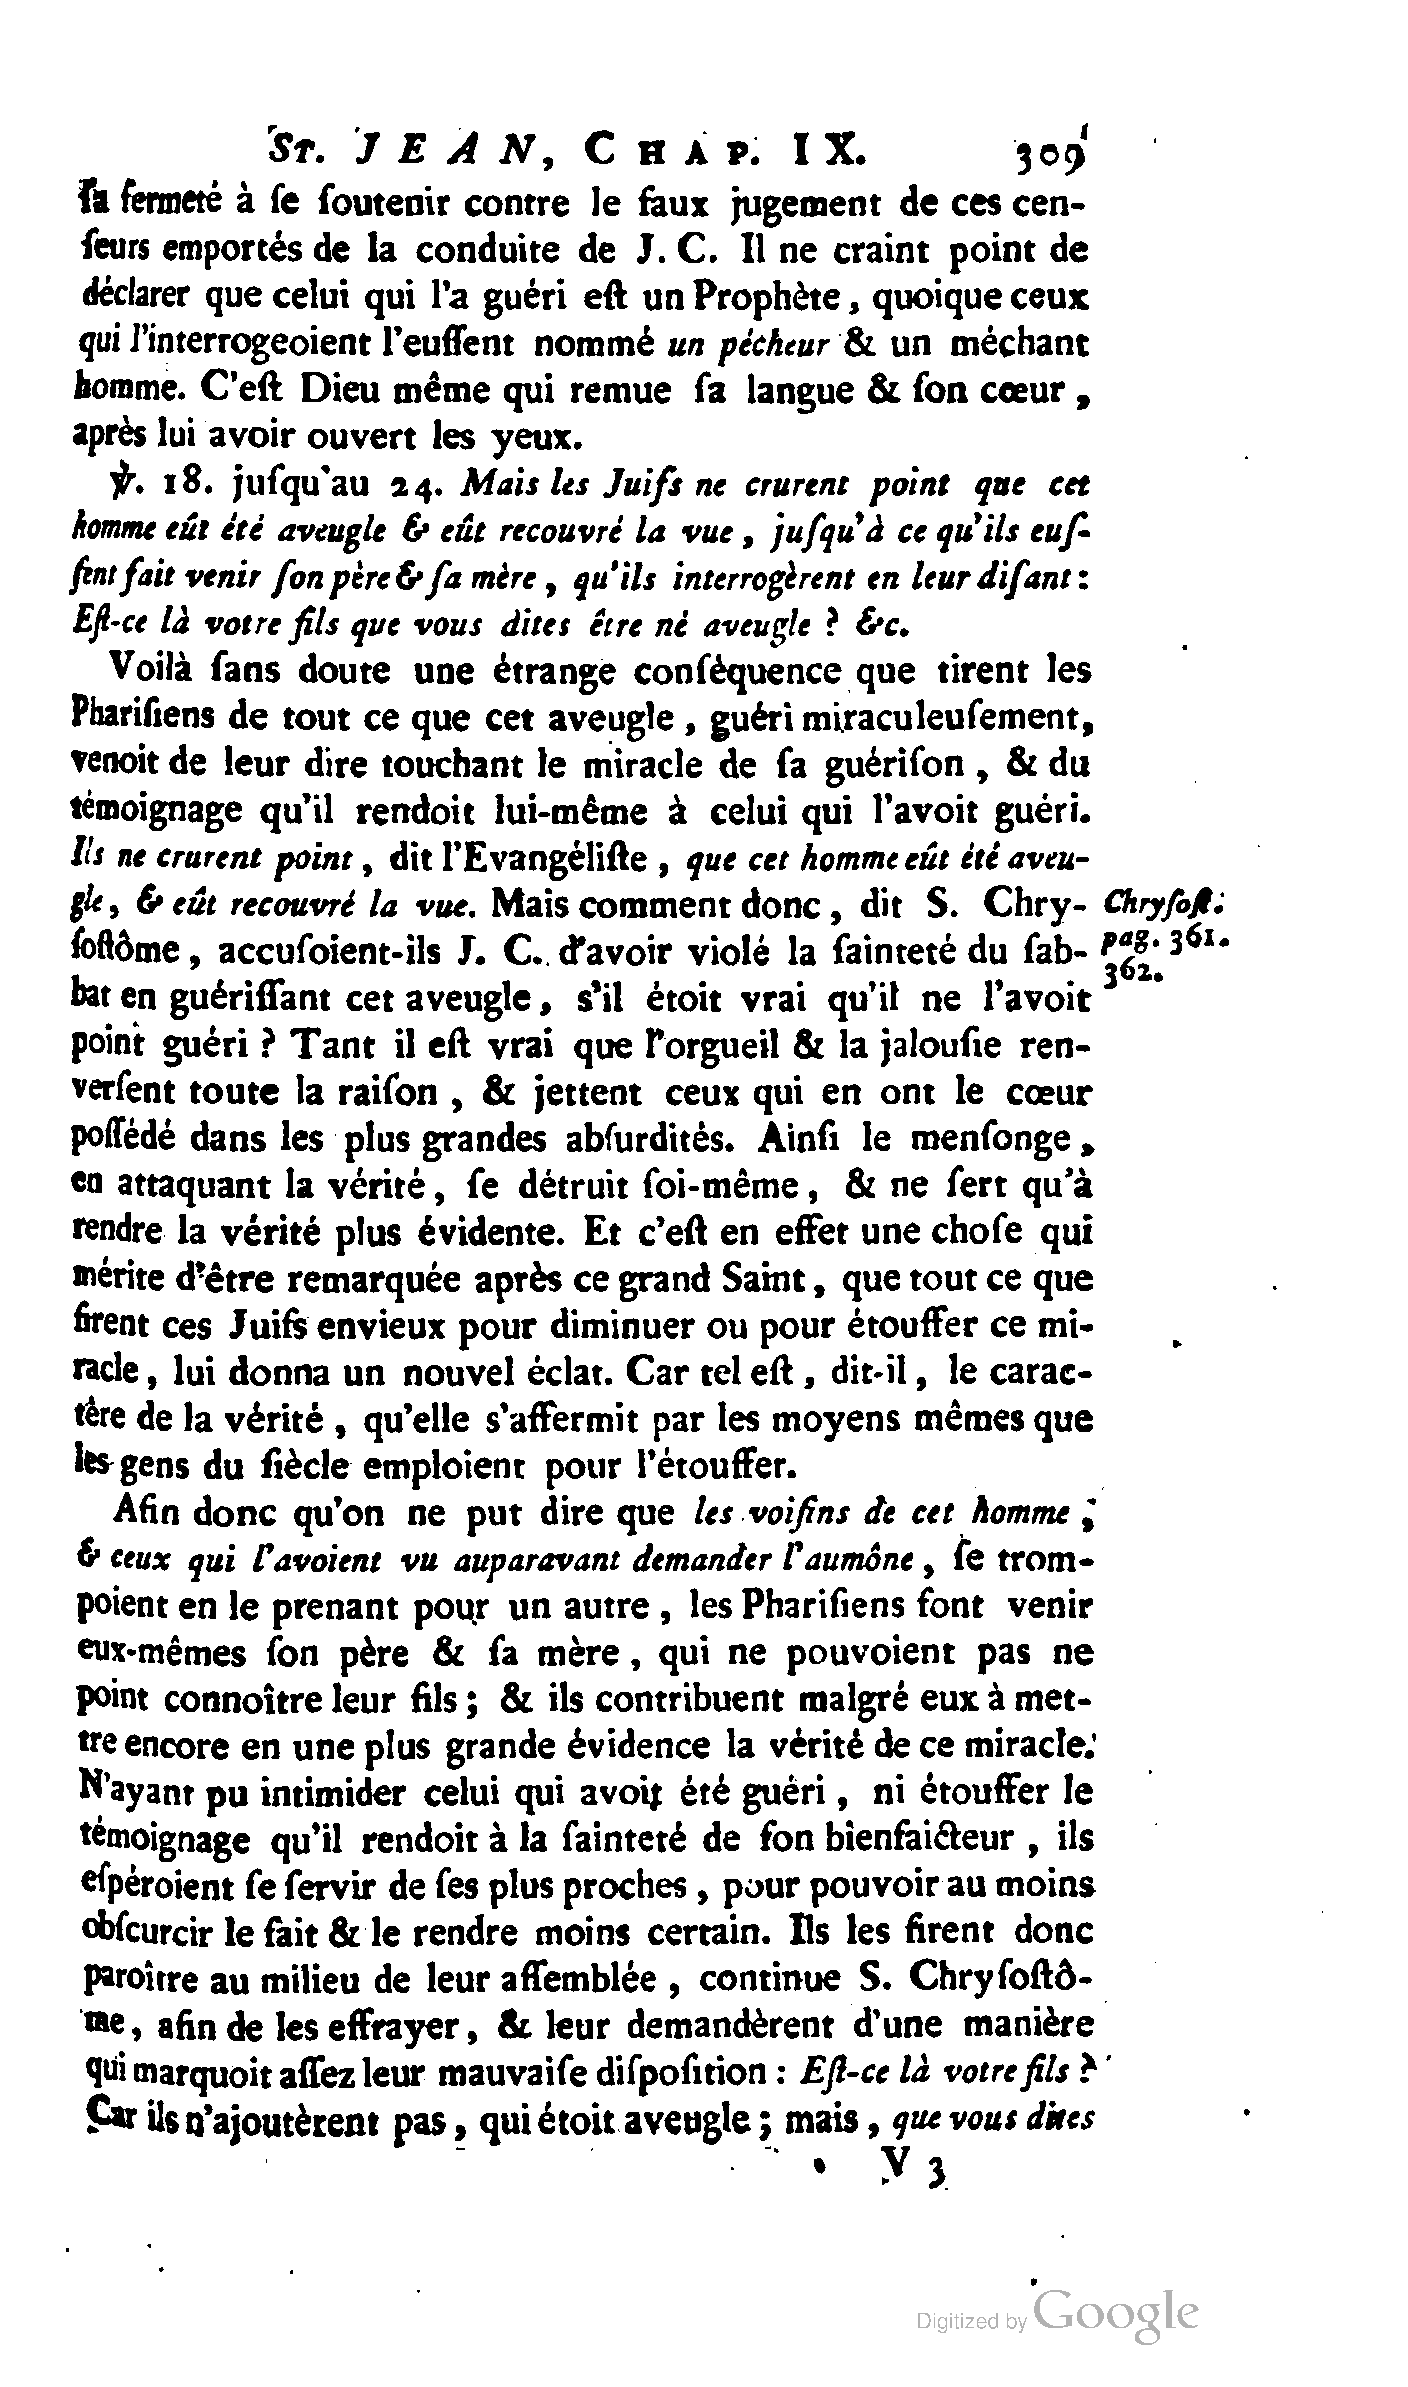 St. JEAN, CHAP. IX. 309
ſa fermeté à ſe ſoutenir contre le faux jugement de ces cen-
ſeurs emportés de la conduite de J. C. Il ne craint point de
déclarer que celui qui l'a guéri eſt un Prophète, quoique ceux
qui l'interrogeoient l'euſſent nommé un pécheur & un méchant
homme. C'eſt Dieu même qui remue ſa langue & ſon cœur,
après lui avoir ouvert les yeux.
℣. 18. juſqu'au 24. Mais les Juifs ne crurent point que cet
homme eût été aveugle & eût recouvré la vue, juſqu'à ce qu'ils euſ-
ſent fait venir ſon père & ſa mère, qu'ils interrogèrent en leur diſant :
Eſt-ce là votre fils que vous dites être né aveugle ? &c.
Voilà ſans doute une étrange conſéquence que tirent les
Phariſiens de tout ce que cet aveugle, guéri miraculeuſement,
venoit de leur dire touchant le miracle de ſa guériſon, & du
témoignage qu'il rendoit lui-même à celui qui l'avoit guéri.
Ils ne crurent point, dit l'Evangéliſte, que cet homme eût été aveu-
gle, & eût recouvré la vue. Mais comment donc, dit S. Chry-
ſoſtôme, accuſoient-ils J. C. d'avoir violé la ſainteté du ſab-
bat en guériſſant cet aveugle, s'il étoit vrai qu'il ne l'avoit
point guéri ? Tant il eſt vrai que l'orgueil & la jalouſie ren-
verſent toute la raiſon, & jettent ceux qui en ont le cœur
poſſédé dans les plus grandes abſurdités. Ainſi le menſonge,
en attaquant la vérité, ſe détruit ſoi-même, & ne ſert qu'à
rendre la vérité plus évidente. Et c'eſt en effet une choſe qui
mérite d'être remarquée après ce grand Saint, que tout ce que
firent ces Juifs envieux pour diminuer ou pour étouffer ce mi-
racle, lui donna un nouvel éclat. Car tel eſt, dit-il, le carac-
tère de la vérité, qu'elle s'affermit par les moyens mêmes que
les gens du ſiècle emploient pour l'étouffer.
Afin donc qu'on ne put dire que les voiſins de cet homme ;
& ceux qui l'avoient vu auparavant demander l'aumône, ſe trom-
poient en le prenant pour un autre, les Phariſiens font venir
eux-mêmes ſon père & ſa mère, qui ne pouvoient pas ne
point connoître leur fils ; & ils contribuent malgré eux à met-
tre encore en une plus grande évidence la vérité de ce miracle.
N'ayant pu intimider celui qui avoit été guéri, ni étouffer le
témoignage qu'il rendoit à la ſainteté de ſon bienfaicteur, ils
eſpéroient ſe ſervir de ſes plus proches, pour pouvoir au moins
obſcurcir le fait & le rendre moins certain. Ils les firent donc
paroître au milieu de leur aſſemblée, continue S. Chryſoſtô-
me, afin de les effrayer, & leur demandèrent d'une manière
qui marquoit aſſez leur mauvaiſe diſpoſition : Eſt-ce là votre fils ?
Car ils n'ajoutèrent pas, qui étoit aveugle ; mais, que vous dites
V 3
Chryſoſt.
pag. 361.
362.
Digitized by Google